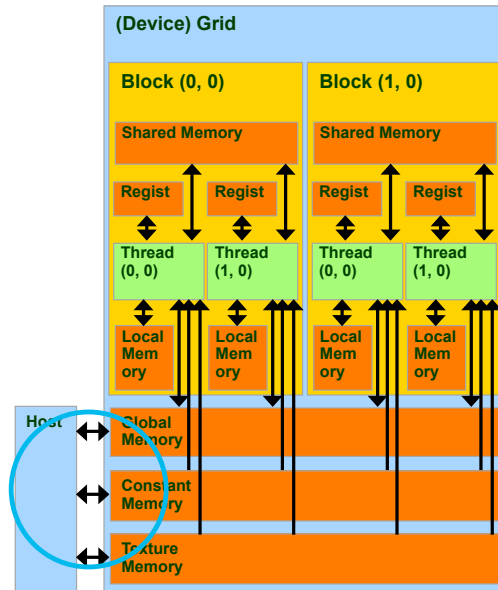 (Device) Grid
Block (0, 0)
Block (1, 0)
Shared Memory
Shared Memory
Regist
Regist
Regist
Regist
Thread
(0, 0)
Thread
(1, 0)
Thread
(0, 0)
Thread
(1, 0)
Local
Mem
ory
Local
Mem
ory
Local
Mem
ory
Local
Mem
ory
Host
Global
Memory
Constant
Memory
Texture
Memory